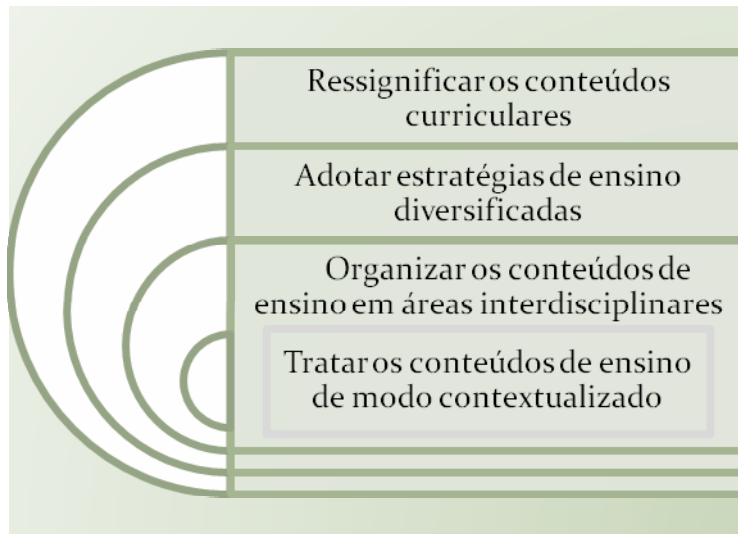 Ressignificar os conteúdos
curriculares
Adotar estratégias de ensino
diversificadas
Organizar os conteúdos de
ensino em áreas interdisciplinares
Tratar os conteúdos de ensino
de modo contextualizado